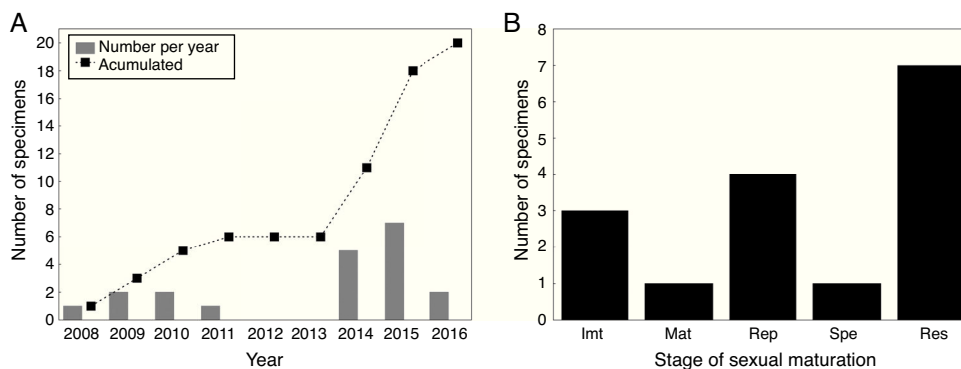 A
Number of specimens
20
18
16
14
12
10
8
6
4
2
0
Number per year
Acumulated
2008 2009 2010 2011 2012 2013 2014 2015 2016
Year
B
Number of specimens
8
7
6
5
4
3
2
1
0
Imt Mat Rep Spe Res
Stage of sexual maturation